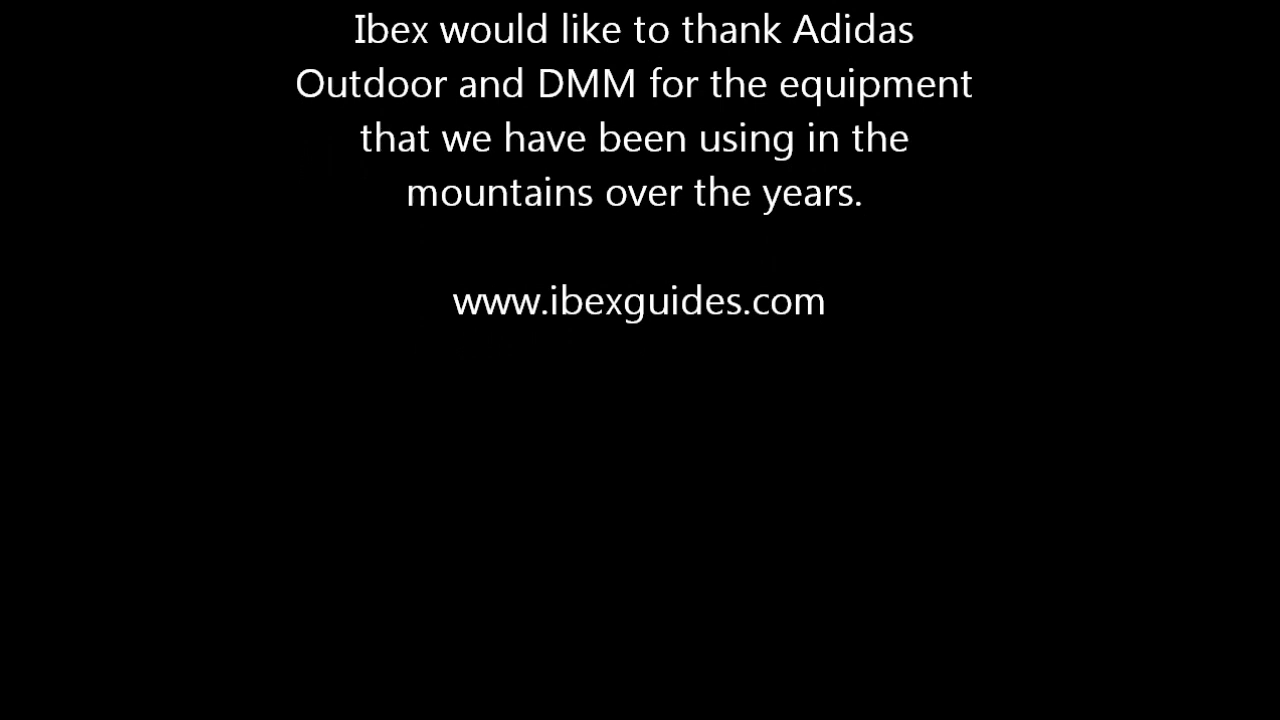 Ibex would like to thank Adidas
Outdoor and DMM for the equipment
that we have been using in the
mountains over the years.
www.ibexguides.com